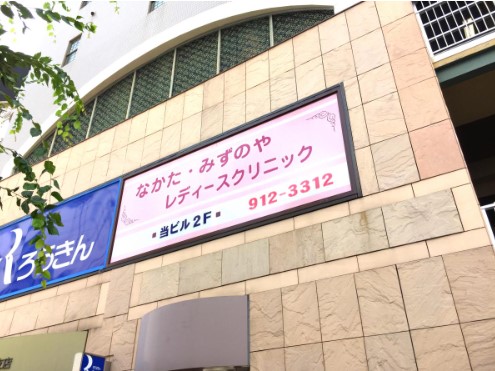 なかた・みずのや
レディースクリニック
912-3312
■ 当ビル2F ■
ろうきん
店